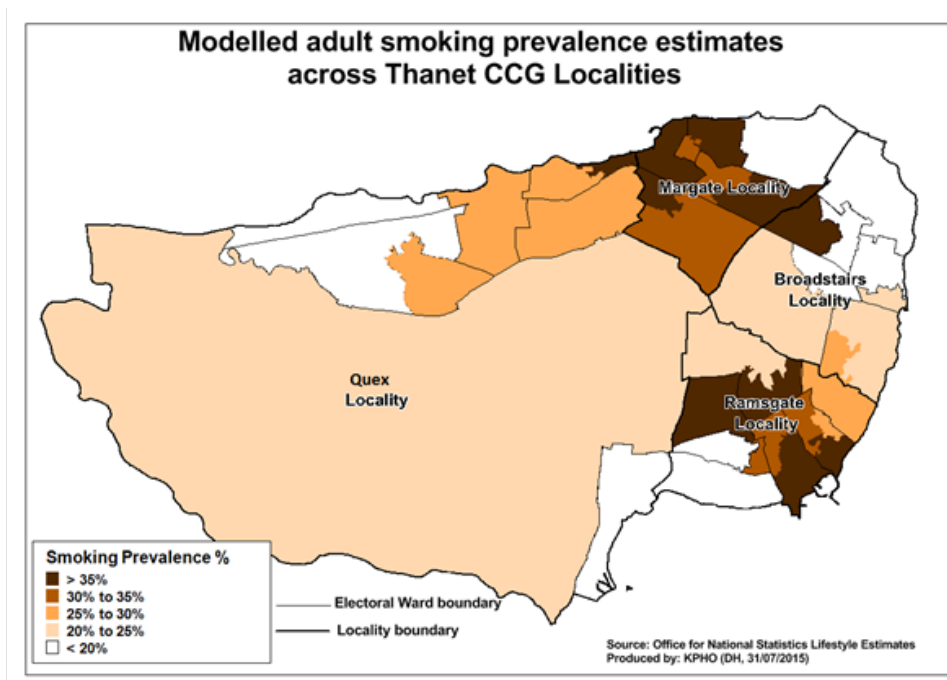 Modelled adult smoking prevalence estimates
across Thanet CCG Localities
Margate Locality
Broadstairs
Locality
Quex
Locality
Ramsgate
Locality
Smoking Prevalence %
> 35%
30% to 35%
25% to 30%
20% to 25%
< 20%
Electoral Ward boundary
Locality boundary
Source: Office for National Statistics Lifestyle Estimates
Produced by: KPHO (DH, 31/07/2015)